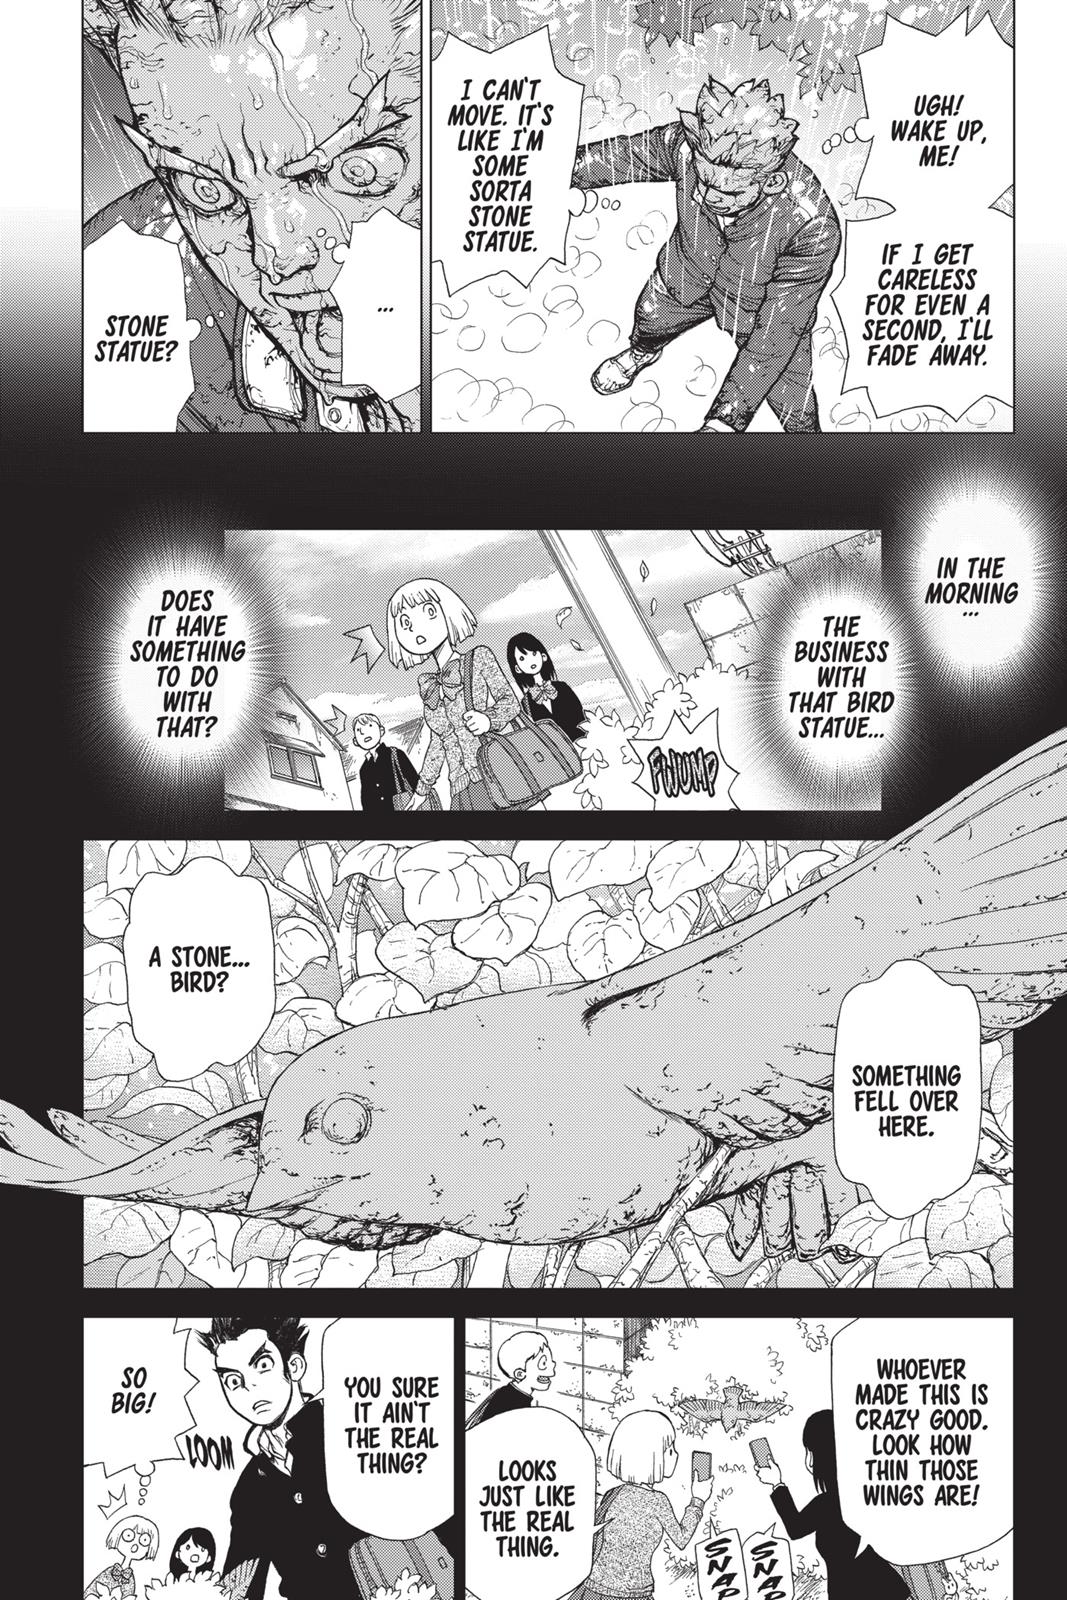 UGH!
WAKE UP,
ME!
IF I GET
CARELESS
FOR EVEN A
SECOND, I'LL
FADE AWAY.
I CAN'T
MOVE. IT'S
LIKE I'M
SOME
SORTA
STONE
STATUE.
...
STONE
STATUE?
IN THE
MORNING
...
THE
BUSINESS
WITH
THAT BIRD
STATUE...
FWUMP
DOES
IT HAVE
SOMETHING
TO DO
WITH
THAT?
SOMETHING
FELL OVER
HERE.
A STONE...
BIRD?
WHOEVER
MADE THIS IS
CRAZY GOOD.
LOOK HOW
THIN THOSE
WINGS ARE!
SNAP
SNAP
LOOKS
JUST LIKE
THE REAL
THING.
YOU SURE
IT AIN'T
THE REAL
THING?
LOOM
SO
BIG!